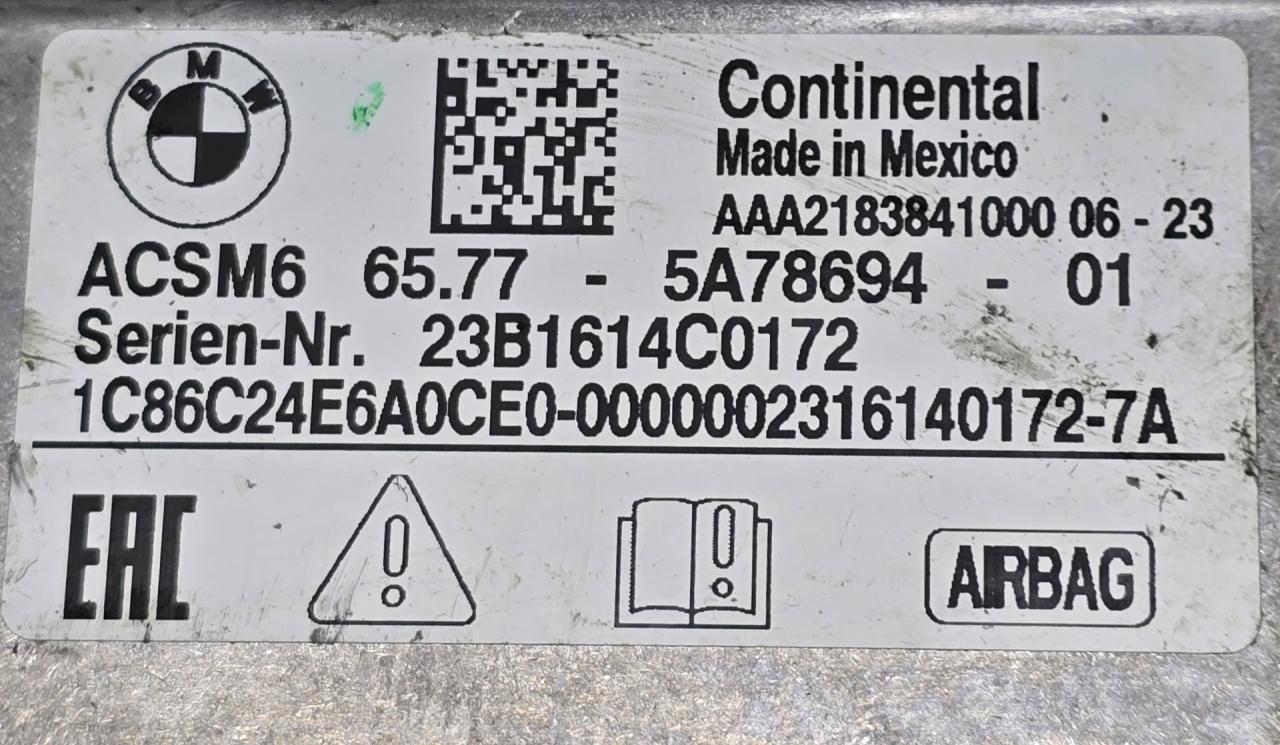 BMW
Continental
Made in Mexico
AAA2183841000 06 - 23
ACSM6 65.77 - 5A78694 - 01
Serien-Nr. 23B1614C0172
1C86C24E6A0CE0-0000002316140172-7A
EAC
AIRBAG